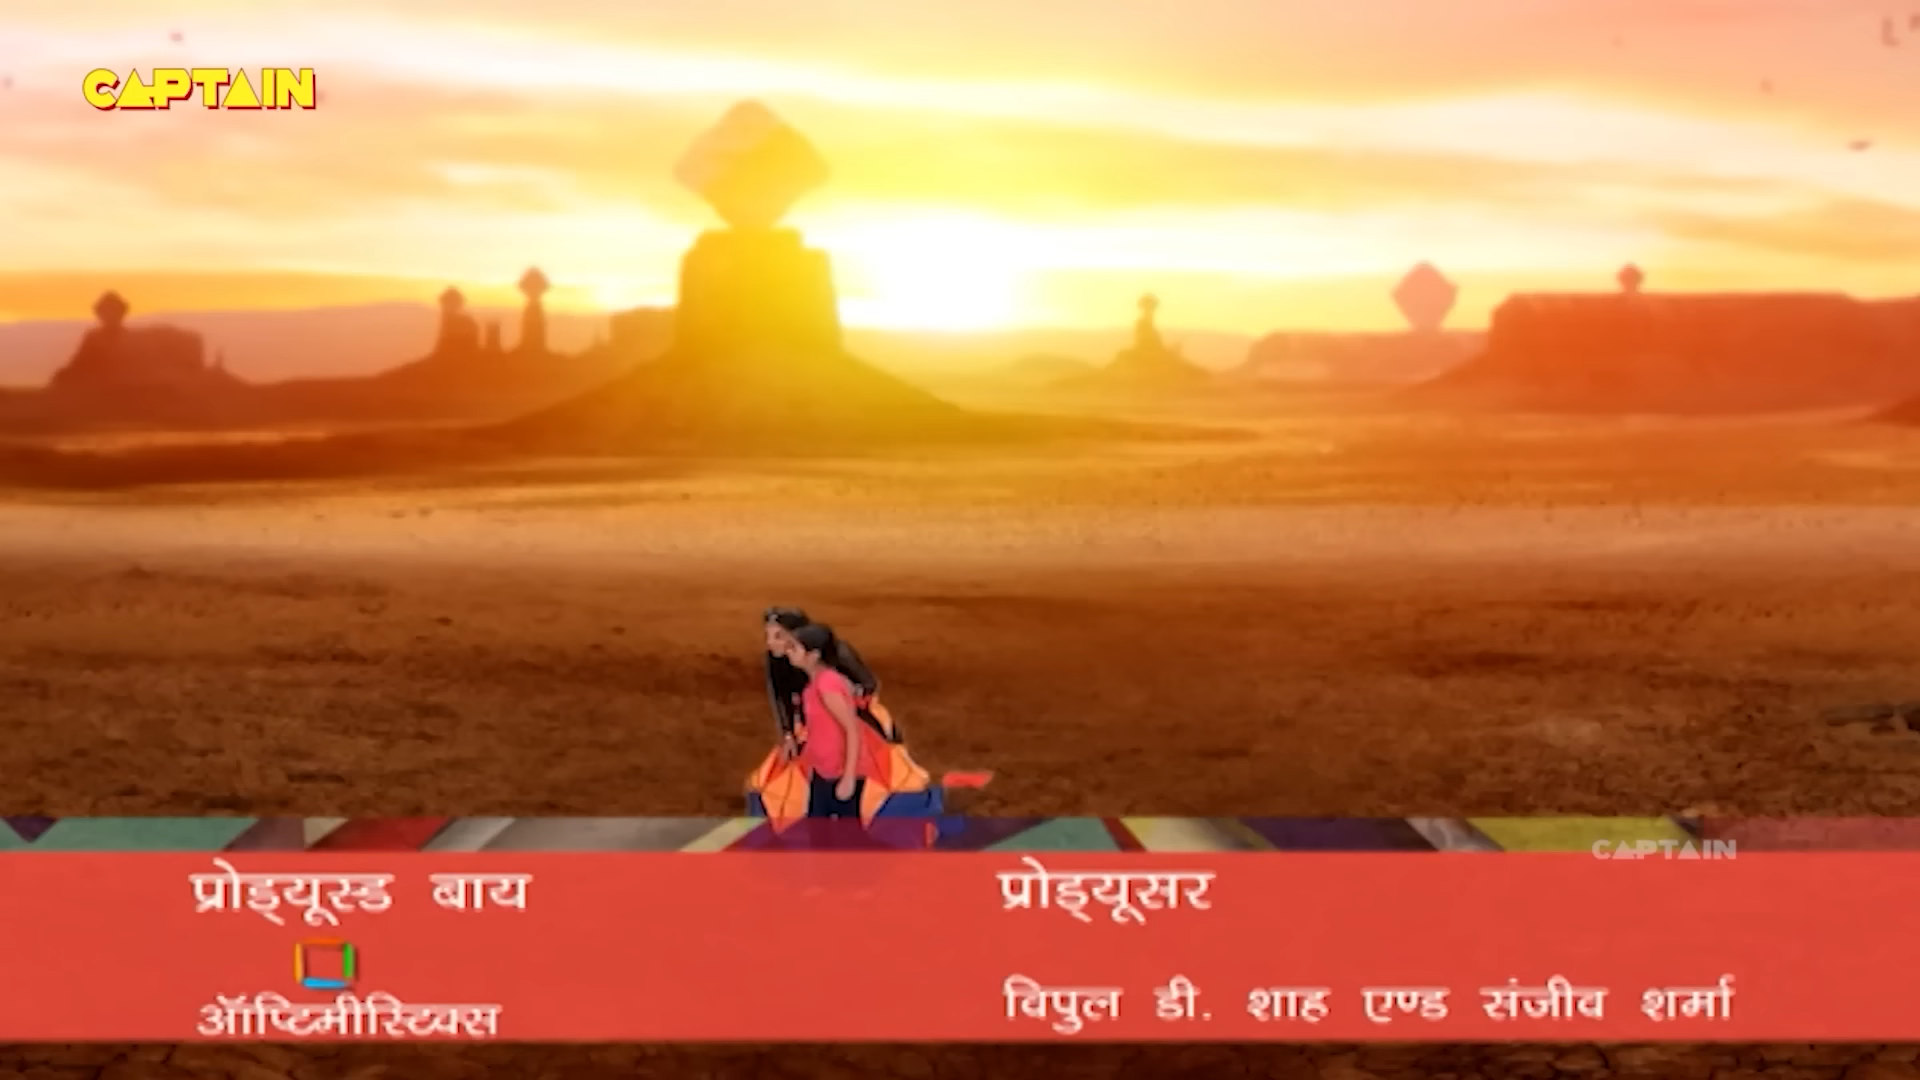 CAPTAIN
CAPTAIN
प्रोड्यूस्ड बाय
ऑप्टिमीस्टिक्स
प्रोड्यूसर
विपुल डी. शाह एण्ड संजीव शर्मा